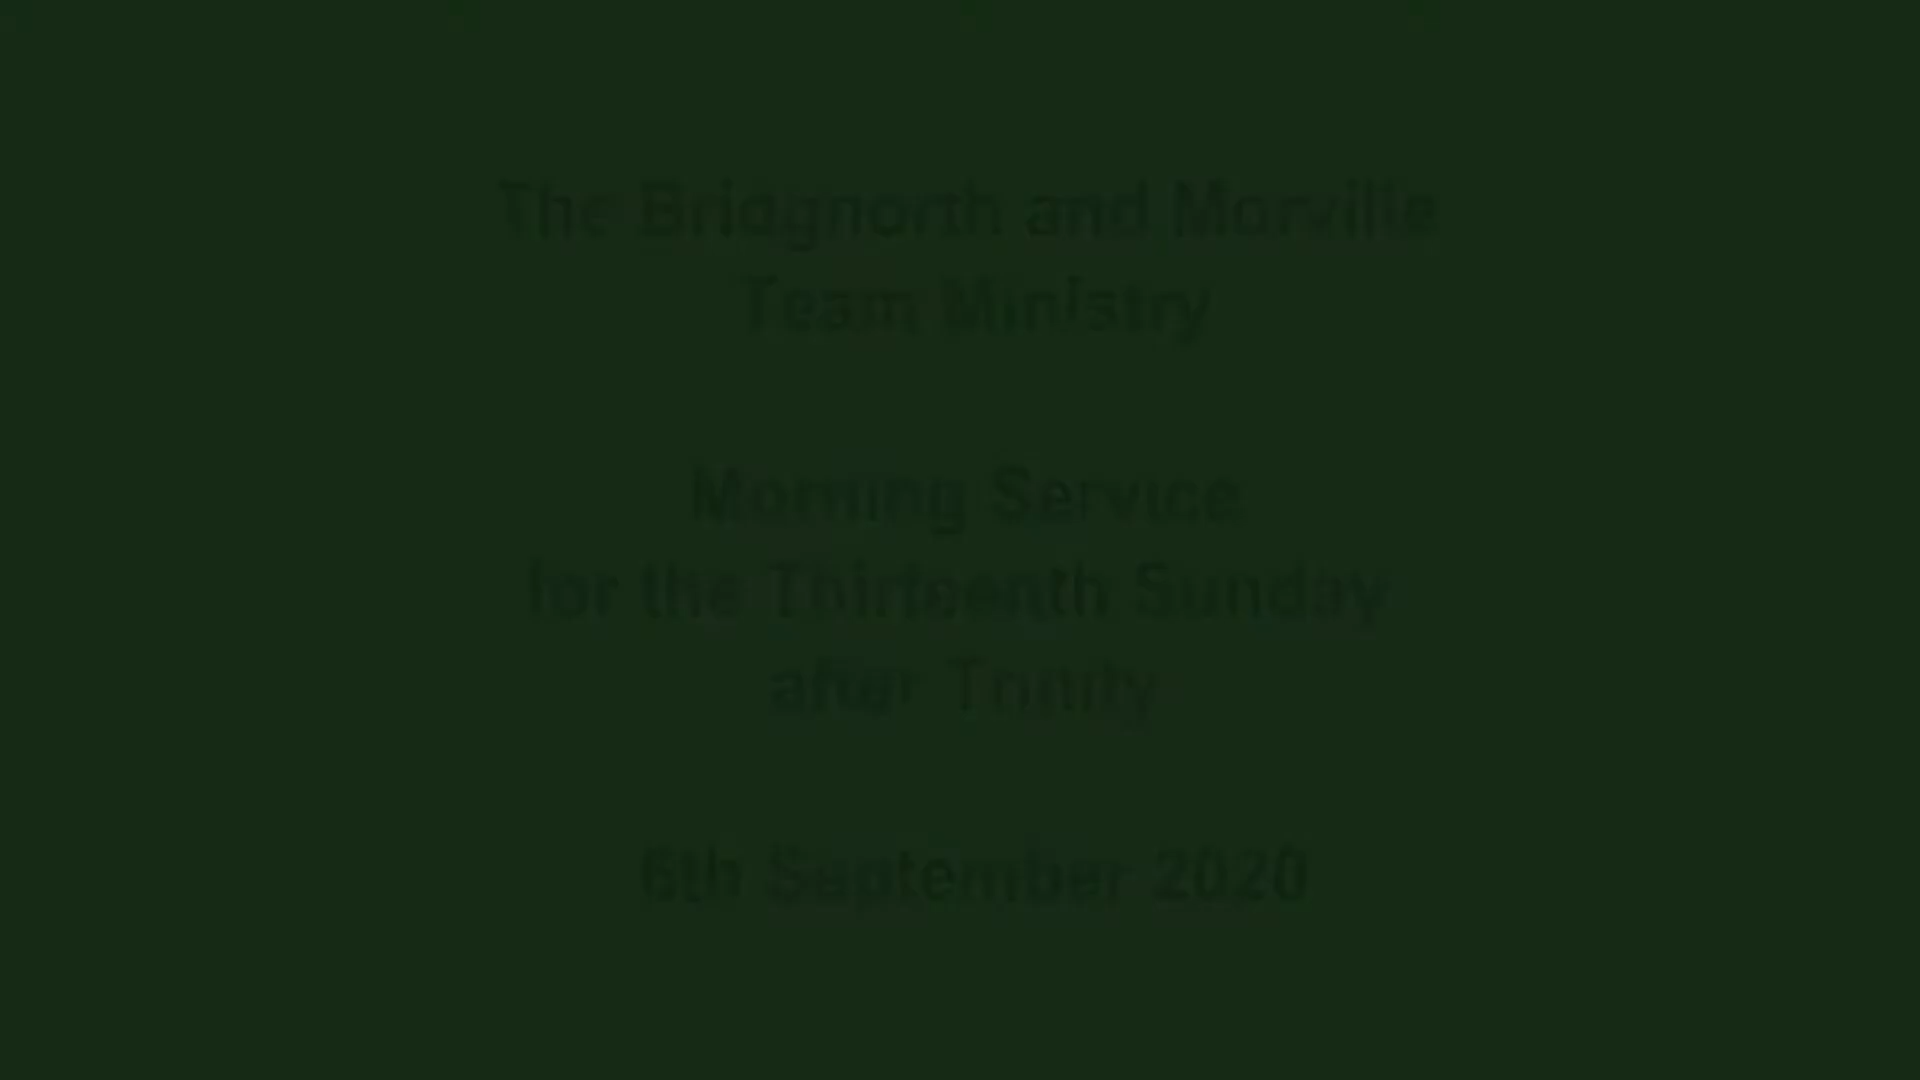 The Bridgnorth and Morville
Team Ministry
Morning Service
for the Thirteenth Sunday
after Trinity
6th September 2020